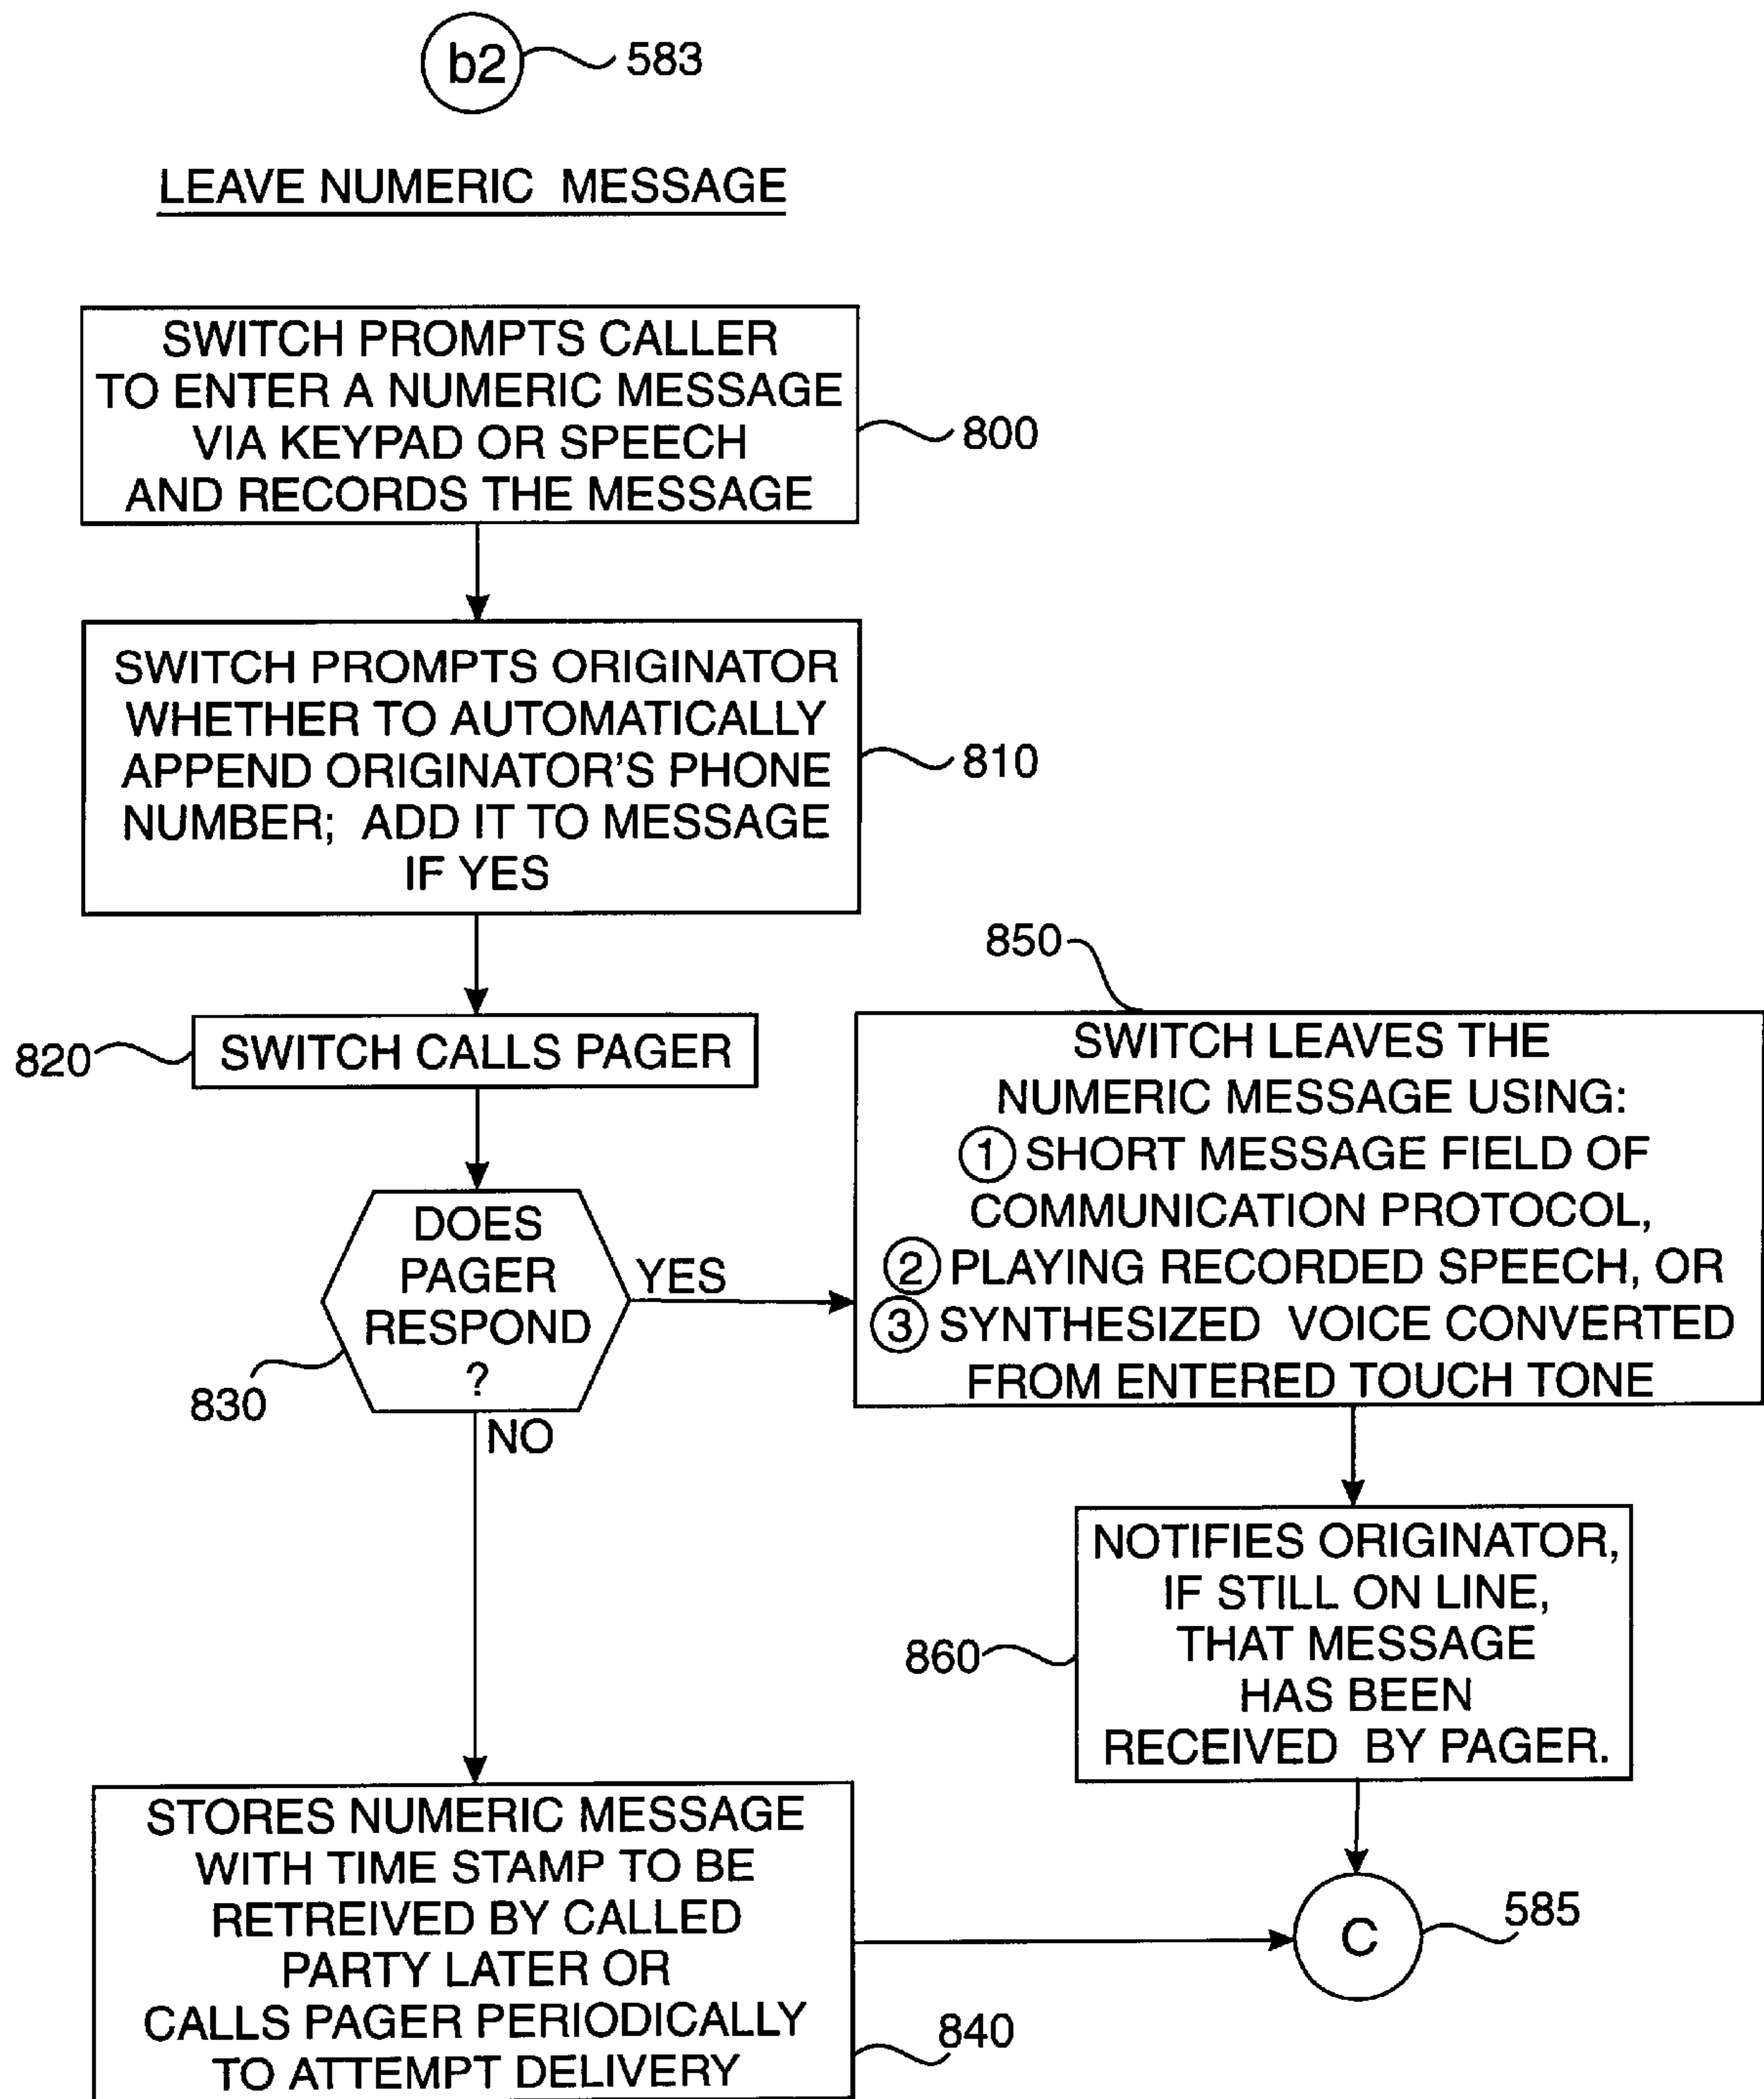 b2
583
LEAVE NUMERIC MESSAGE
SWITCH PROMPTS CALLER
TO ENTER A NUMERIC MESSAGE
VIA KEYPAD OR SPEECH
AND RECORDS THE MESSAGE
800
SWITCH PROMPTS ORIGINATOR
WHETHER TO AUTOMATICALLY
APPEND ORIGINATOR'S PHONE
NUMBER; ADD IT TO MESSAGE
IF YES
810
820
SWITCH CALLS PAGER
DOES
PAGER
RESPOND
?
830
YES
NO
850
SWITCH LEAVES THE
NUMERIC MESSAGE USING:
① SHORT MESSAGE FIELD OF
COMMUNICATION PROTOCOL,
② PLAYING RECORDED SPEECH, OR
③ SYNTHESIZED VOICE CONVERTED
FROM ENTERED TOUCH TONE
NOTIFIES ORIGINATOR,
IF STILL ON LINE,
THAT MESSAGE
HAS BEEN
RECEIVED BY PAGER.
860
STORES NUMERIC MESSAGE
WITH TIME STAMP TO BE
RETREIVED BY CALLED
PARTY LATER OR
CALLS PAGER PERIODICALLY
TO ATTEMPT DELIVERY
840
C
585